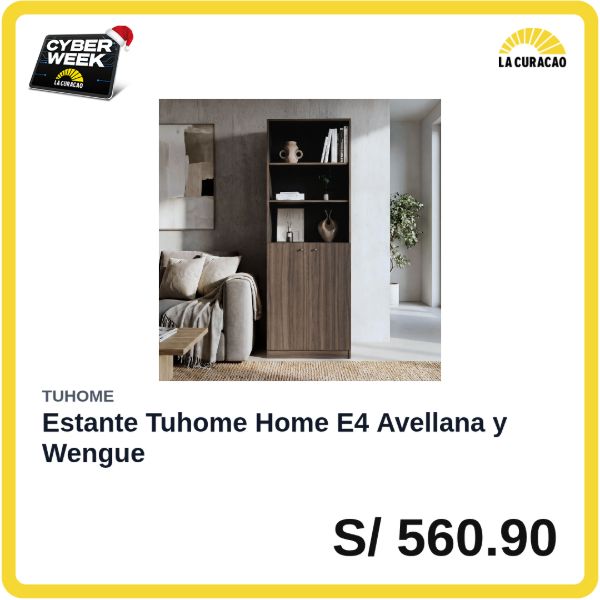 CYBER
WEEK
LA CURACAO
LA CURACAO
TUHOME
Estante Tuhome Home E4 Avellana y
Wengue
S/ 560.90